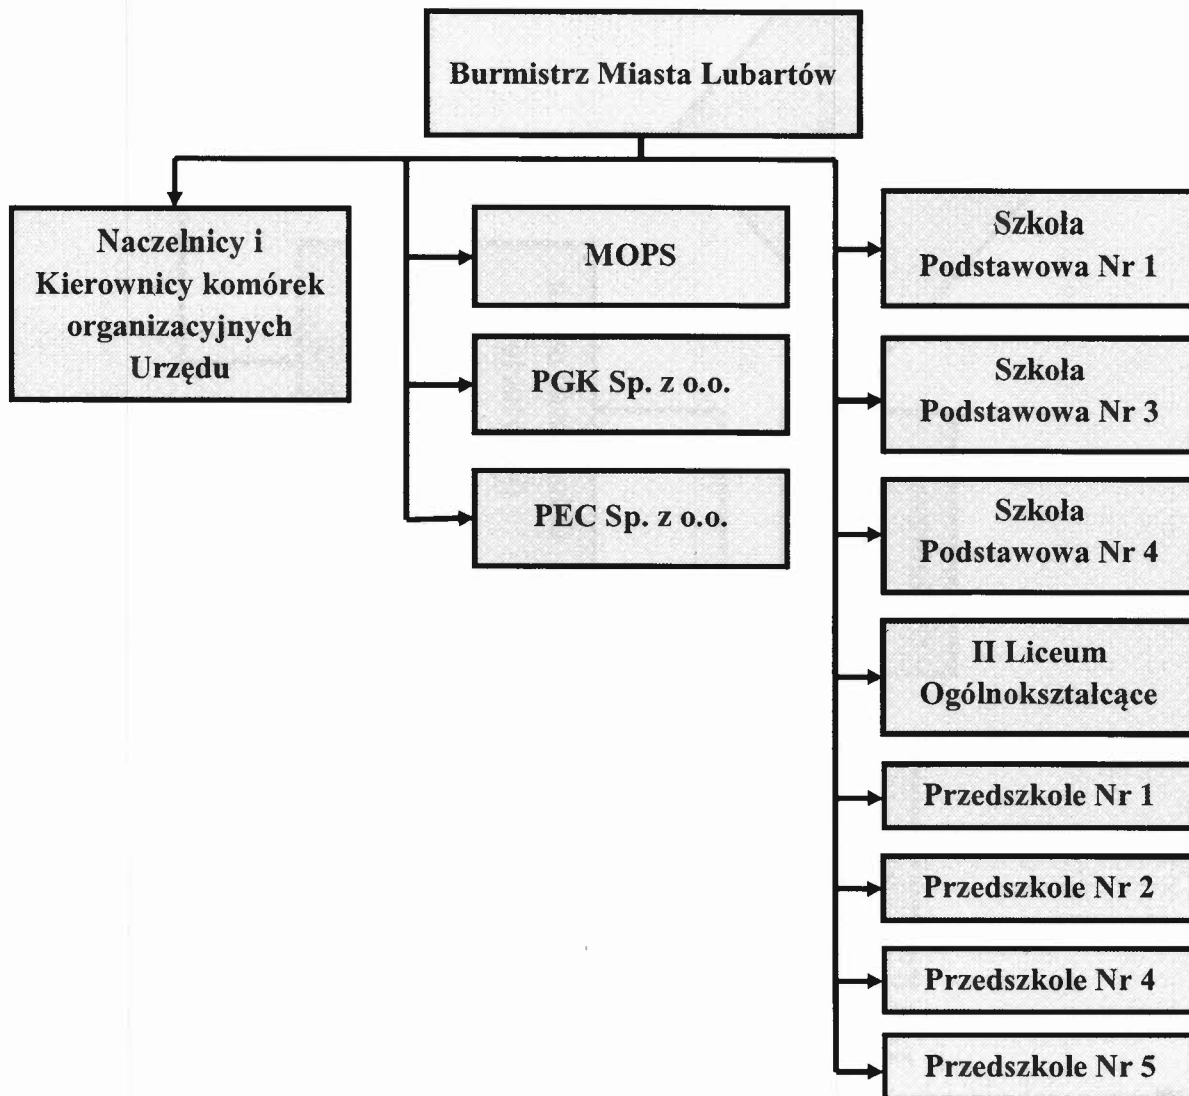 Burmistrz Miasta Lubartów
Naczelnicy i
Kierownicy komórek
organizacyjnych
Urzędu
MOPS
PGK Sp. z o.o.
PEC Sp. z o.o.
Szkoła
Podstawowa Nr 1
Szkoła
Podstawowa Nr 3
Szkoła
Podstawowa Nr 4
II Liceum
Ogólnokształcące
Przedszkole Nr 1
Przedszkole Nr 2
Przedszkole Nr 4
Przedszkole Nr 5